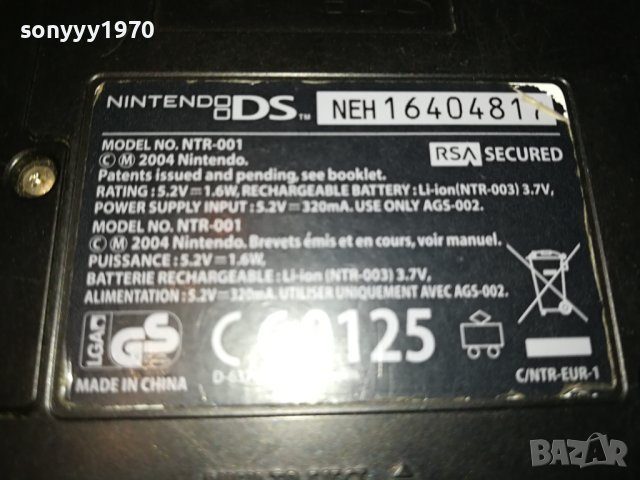 sonyyy1970
NINTENDO DS™ NEH16404817
MODEL NO. NTR-001
Ⓒ Ⓜ 2004 Nintendo.
Patents issued and pending, see booklet.
RSA SECURED
RATING : 5.2V⎓1.6W, RECHARGEABLE BATTERY : Li-ion(NTR-003) 3.7V,
POWER SUPPLY INPUT : 5.2V⎓320mA. USE ONLY AGS-002.
MODEL NO. NTR-001
Ⓒ Ⓜ 2004 Nintendo. Brevets émis et en cours, voir manuel.
PUISSANCE : 5.2V⎓1.6W,
BATTERIE RECHARGEABLE : Li-ion (NTR-003) 3.7V,
ALIMENTATION : 5.2V⎓320mA. UTILISER UNIQUEMENT AVEC AGS-002.
LGA GS
0125
MADE IN CHINA
C/NTR-EUR-1
BAZAR